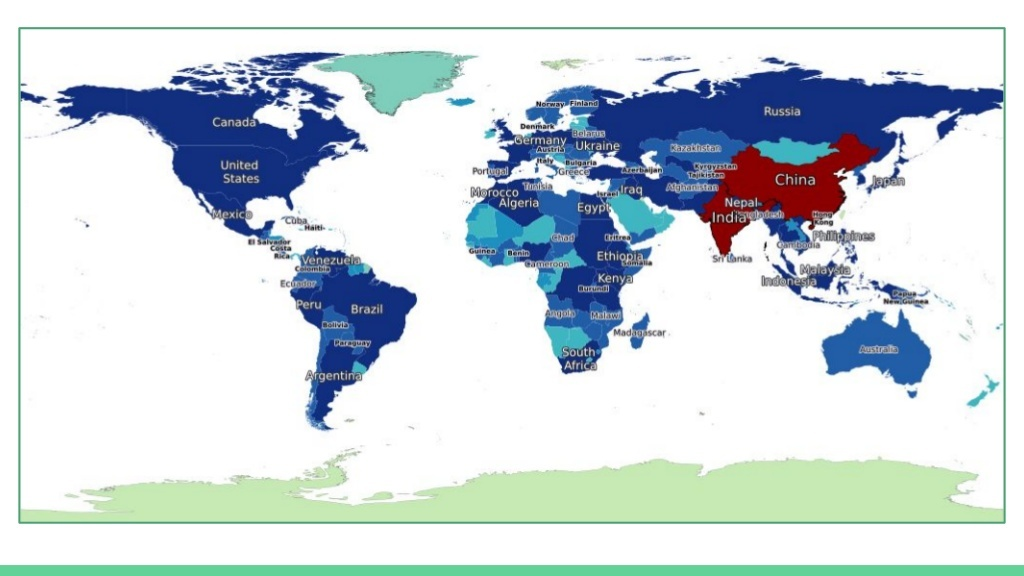 Canada
United
States
Mexico
Cuba
Haiti
El Salvador
Costa
Rica
Venezuela
Colombia
Ecuador
Peru
Brazil
Bolivia
Paraguay
Argentina
Norway
Finland
Denmark
Germany
Belarus
Ukraine
Austria
Italy
Bulgaria
Portugal
Greece
Morocco
Tunisia
Algeria
Egypt
Israel
Iraq
Azerbaijan
Chad
Eritrea
Guinea
Benin
Cameroon
Ethiopia
Somalia
Kenya
Burundi
Angola
Malawi
Madagascar
South
Africa
Russia
Kazakhstan
Kyrgyzstan
Tajikistan
Afghanistan
China
Japan
Nepal
India
Bangladesh
Hong
Kong
Philippines
Cambodia
Sri Lanka
Malaysia
Indonesia
Papua
New Guinea
Australia